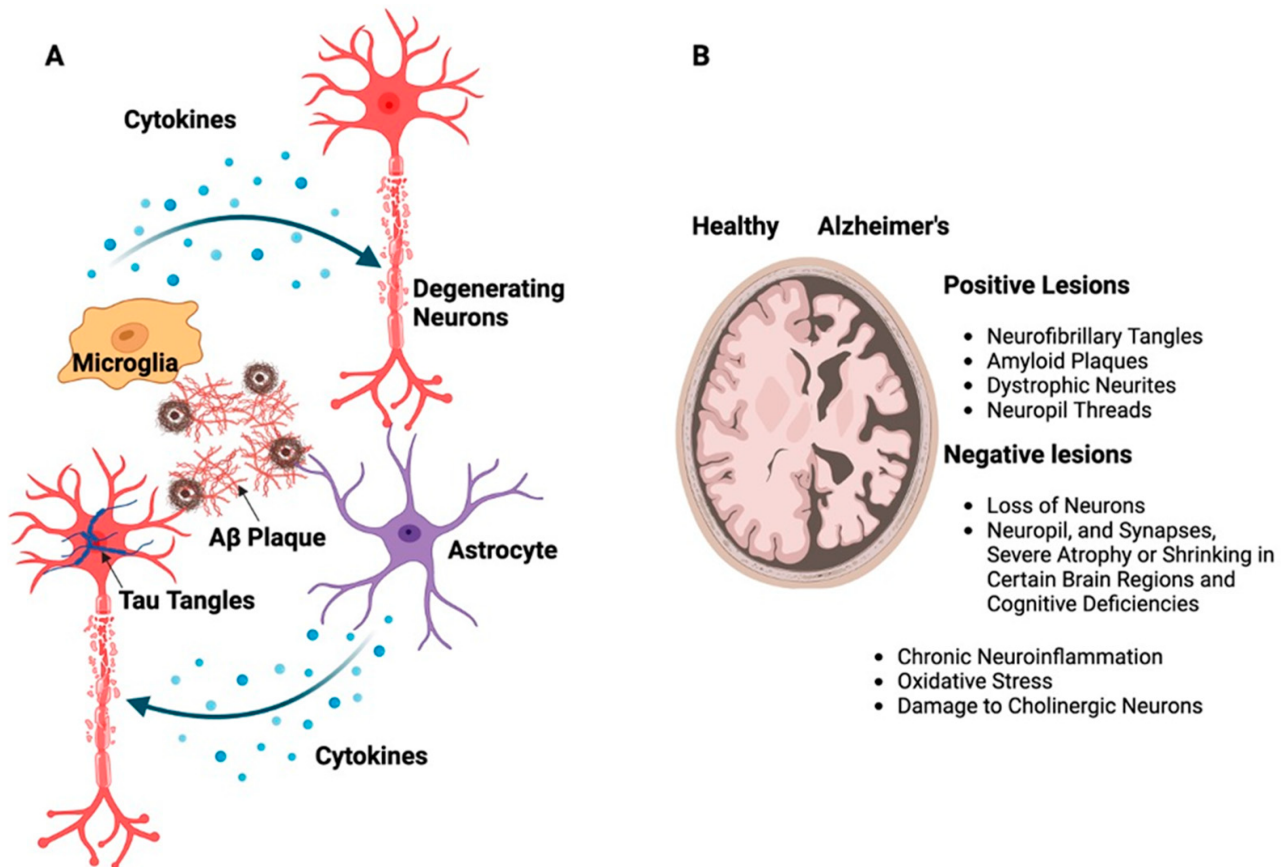 A
Cytokines
Degenerating
Neurons
Microglia
Aβ Plaque
Astrocyte
Tau Tangles
Cytokines
B
Healthy
Alzheimer's
Positive Lesions
• Neurofibrillary Tangles
• Amyloid Plaques
• Dystrophic Neurites
• Neuropil Threads
Negative lesions
• Loss of Neurons
• Neuropil, and Synapses,
Severe Atrophy or Shrinking in
Certain Brain Regions and
Cognitive Deficiencies
• Chronic Neuroinflammation
• Oxidative Stress
• Damage to Cholinergic Neurons